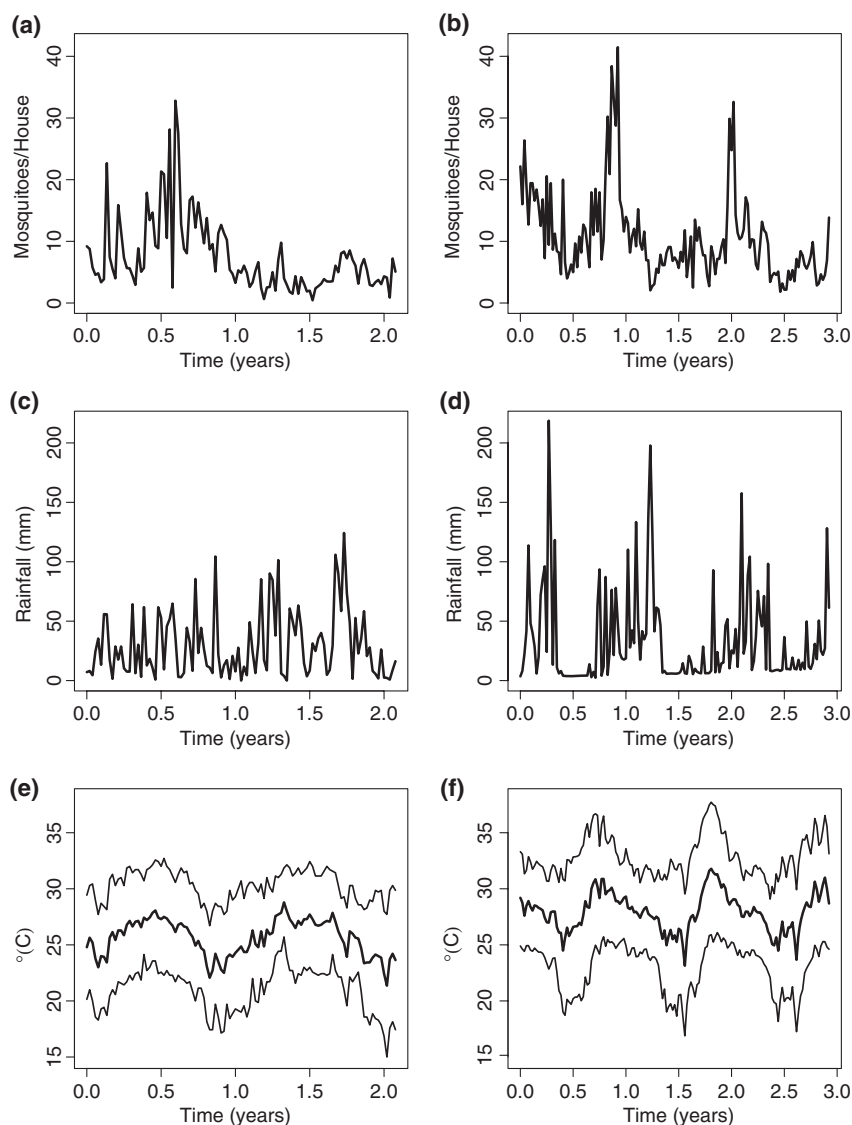 (a)
40
30
20
10
0
Mosquitoes/House
0.0 0.5 1.0 1.5 2.0
Time (years)
(b)
40
30
20
10
0
Mosquitoes/House
0.0 0.5 1.0 1.5 2.0 2.5 3.0
Time (years)
(c)
200
150
100
50
0
Rainfall (mm)
0.0 0.5 1.0 1.5 2.0
Time (years)
(d)
200
150
100
50
0
Rainfall (mm)
0.0 0.5 1.0 1.5 2.0 2.5 3.0
Time (years)
(e)
35
30
25
20
15
°(C)
0.0 0.5 1.0 1.5 2.0
Time (years)
(f)
35
30
25
20
15
°(C)
0.0 0.5 1.0 1.5 2.0 2.5 3.0
Time (years)